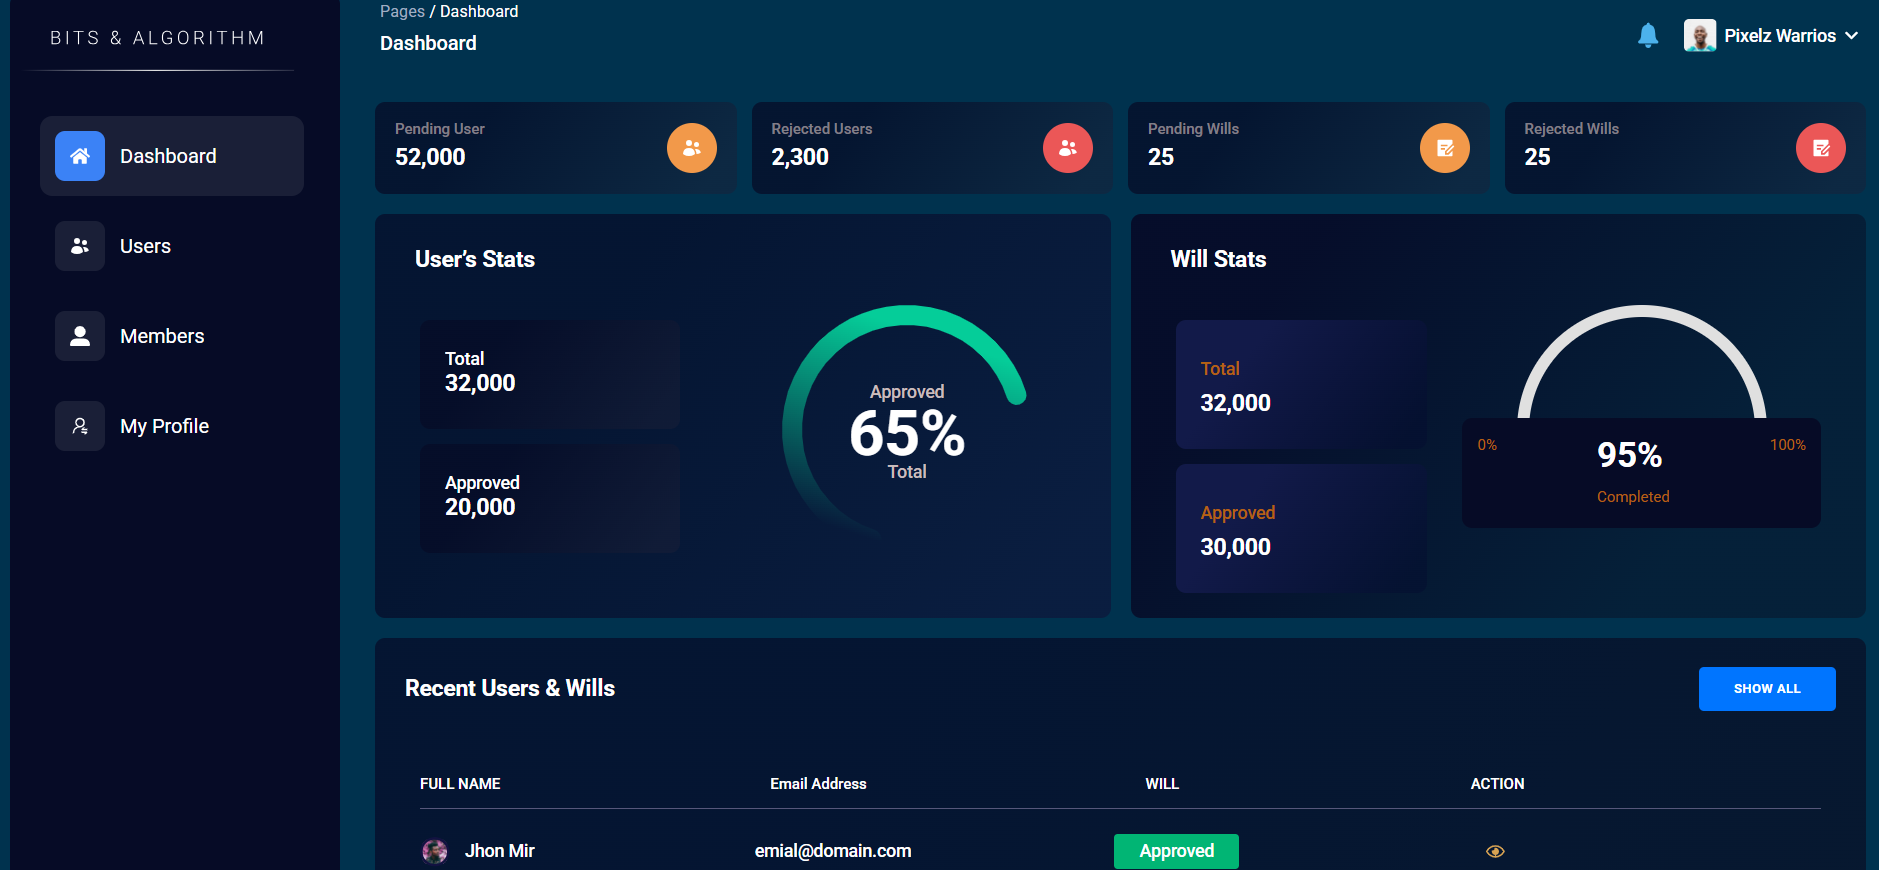 BITS & ALGORITHM
Dashboard
Users
Members
My Profile
Pages / Dashboard
Dashboard
Pixelz Warrios
Pending User
52,000
Rejected Users
2,300
Pending Wills
25
Rejected Wills
25
User’s Stats
Total
32,000
Approved
20,000
Approved
65%
Total
Will Stats
Total
32,000
Approved
30,000
0%
95%
100%
Completed
Recent Users & Wills
SHOW ALL
FULL NAME Email Address WILL ACTION
Jhon Mir emial@domain.com Approved